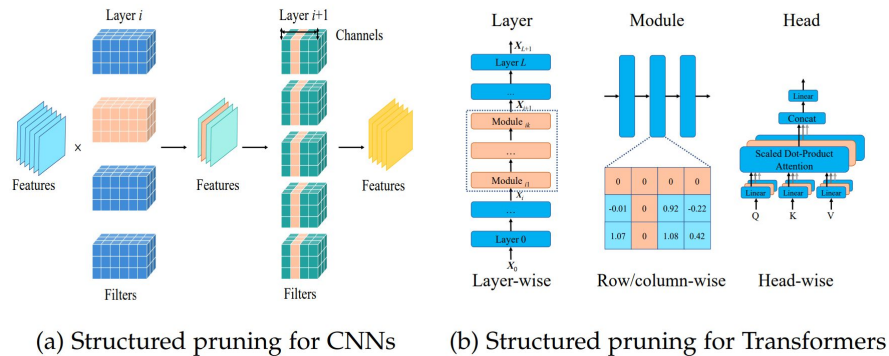 Layer i
Layer i+1
Channels
Features
×
Features
Features
Filters
Filters
(a) Structured pruning for CNNs
Layer
X_{L+1}
Layer L
...
X_{i+1}
Module _{ik}
...
Module _{i1}
X_i
...
Layer 0
X_0
Layer-wise
Module
0 0 0 0
-0.01 0 0.92 -0.22
1.07 0 1.08 0.42
Row/column-wise
Head
Linear
Concat
Scaled Dot-Product
Attention
Linear Linear Linear
Q K V
Head-wise
(b) Structured pruning for Transformers